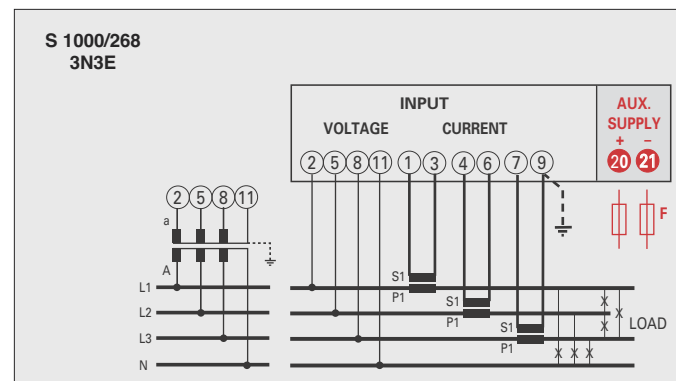 S 1000/268
3N3E
INPUT
VOLTAGE CURRENT
2 5 8 11 1 3 4 6 7 9
AUX.
SUPPLY
+ −
20 21
F
2 5 8 11
a
A
L1
L2
L3
N
S1
P1
S1
P1
S1
P1
LOAD